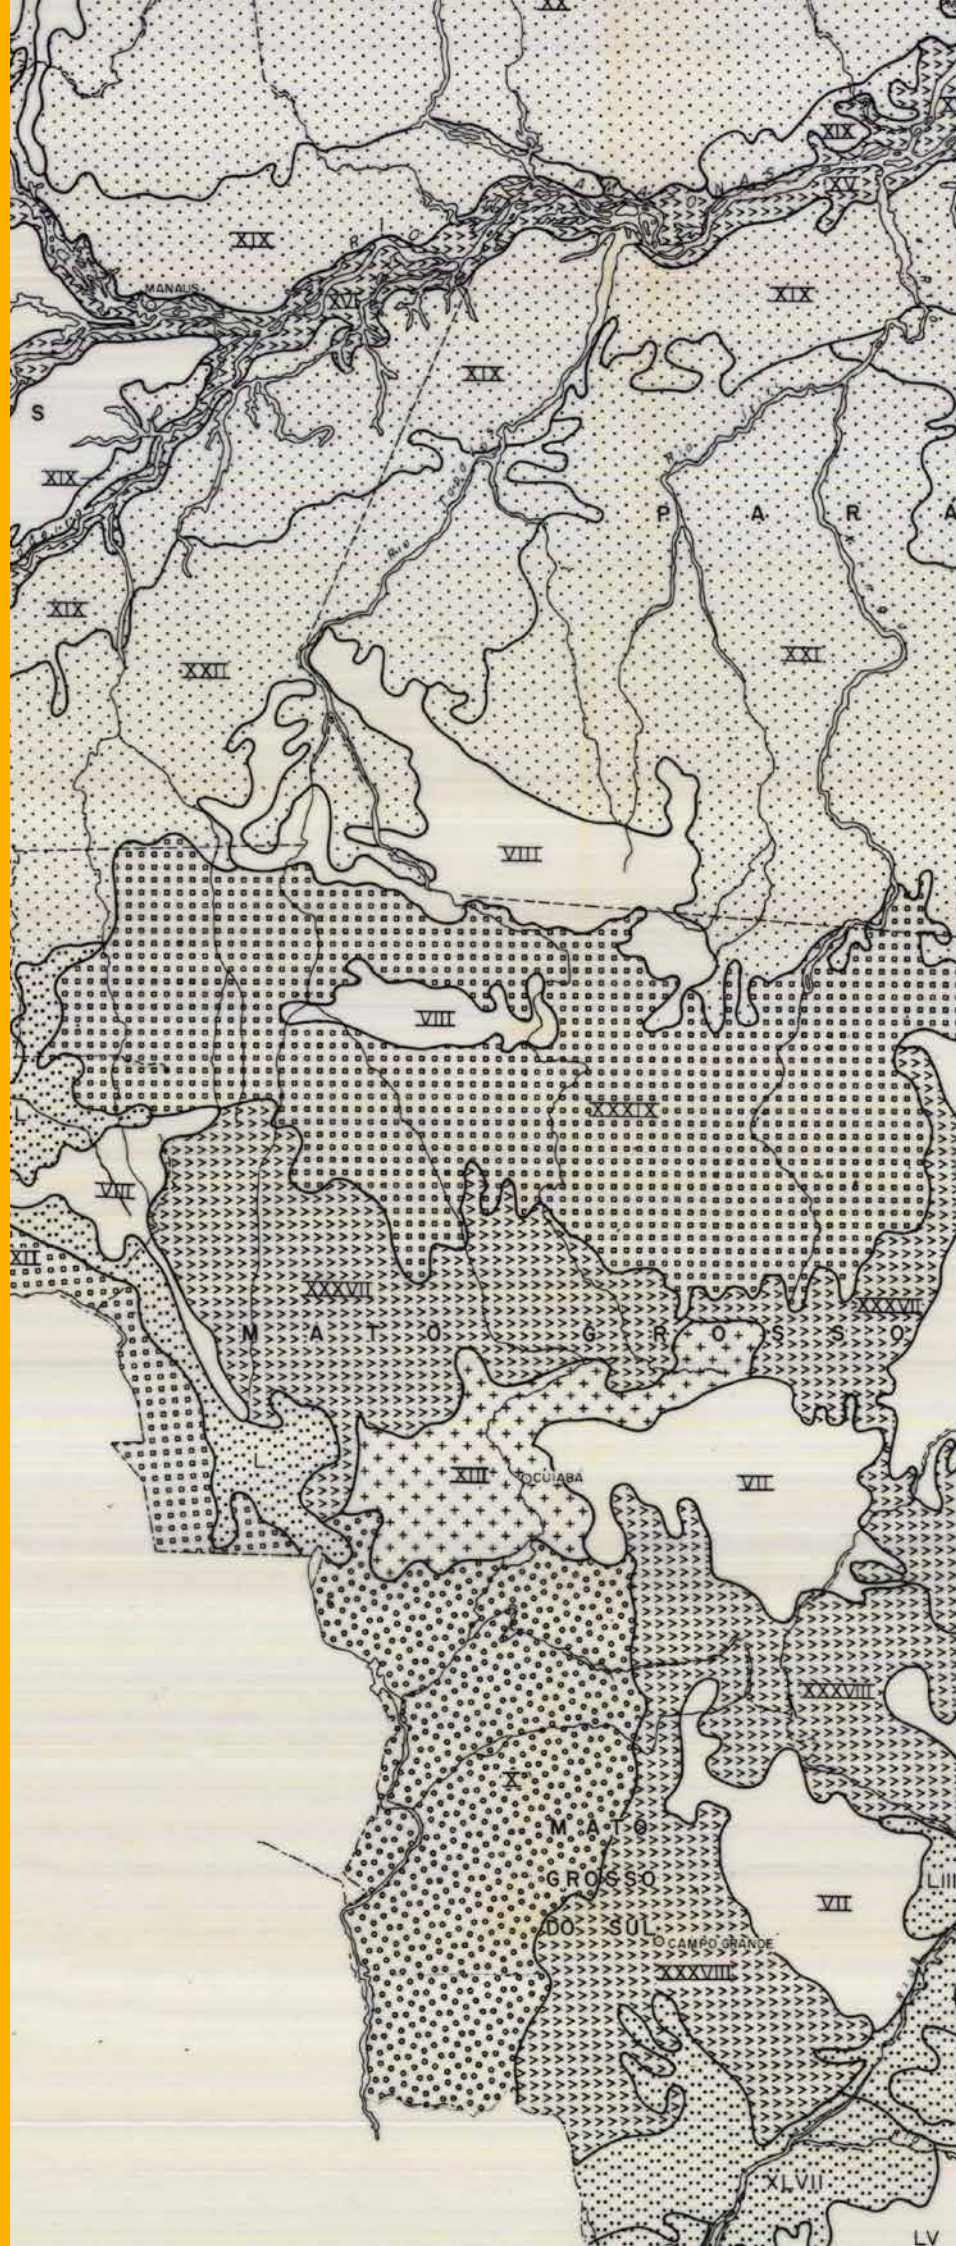 XX
XIX
A M A Z O N A S
XV
XIX
R I O
MANAUS
XVI
XIX
XIX
S
XIX
P A R Á
XIX
XXII
XXI
VIII
VIII
XXXIX
L
VIII
XII
XXXVII
XXXVII
M A T O G R O S S O
L
XIII
CUIABÁ
VII
XXXVIII
X
MATO
GROSSO
DO SUL
LIII
VII
CAMPO GRANDE
XXXVIII
XLVII
LV